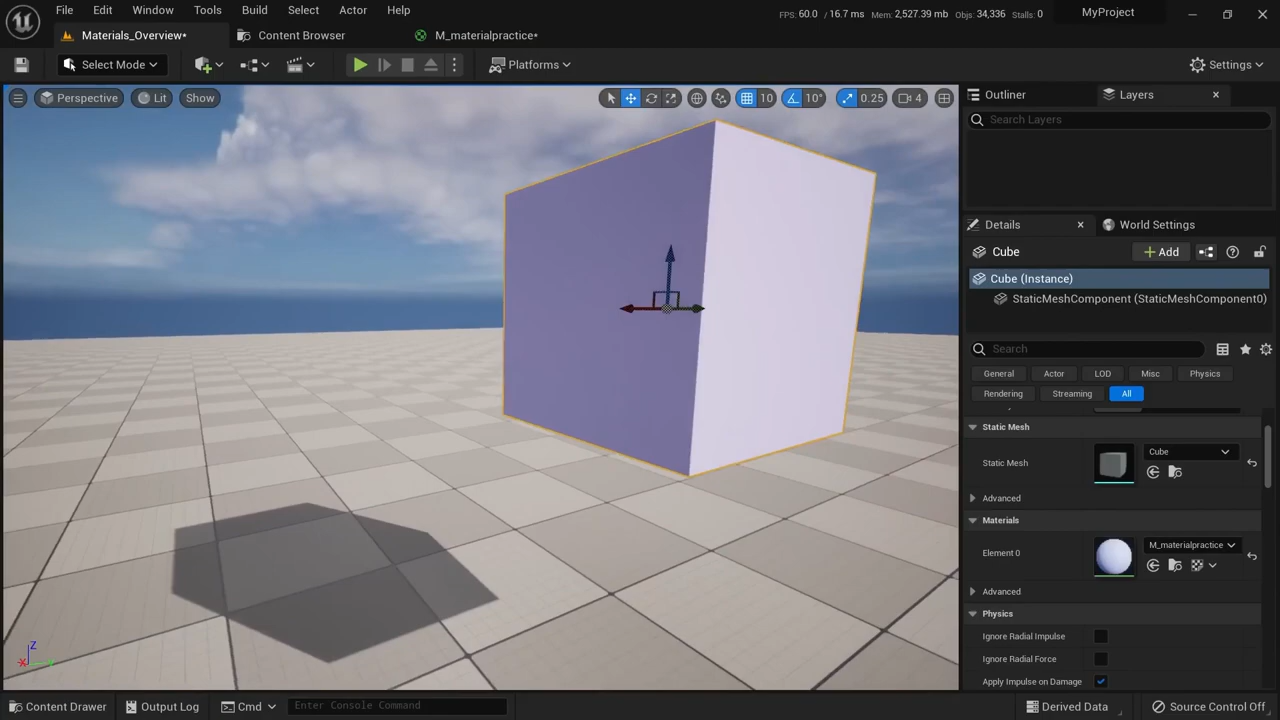 File Edit Window Tools Build Select Actor Help
FPS: 60.0 / 16.7 ms Mem: 2,527.39 mb Objs: 34,336 Stalls: 0 MyProject
Materials_Overview* Content Browser M_materialpractice*
Select Mode Platforms Settings
Perspective Lit Show 10 10° 0.25 4
Outliner Layers
Search Layers
Details World Settings
Cube Add
Cube (Instance)
StaticMeshComponent (StaticMeshComponent0)
Search
General Actor LOD Misc Physics
Rendering Streaming All
Static Mesh
Static Mesh Cube
Advanced
Materials
Element 0 M_materialpractice
Advanced
Physics
Ignore Radial Impulse
Ignore Radial Force
Apply Impulse on Damage
Z
X Y
Content Drawer Output Log Cmd Enter Console Command Derived Data Source Control Off